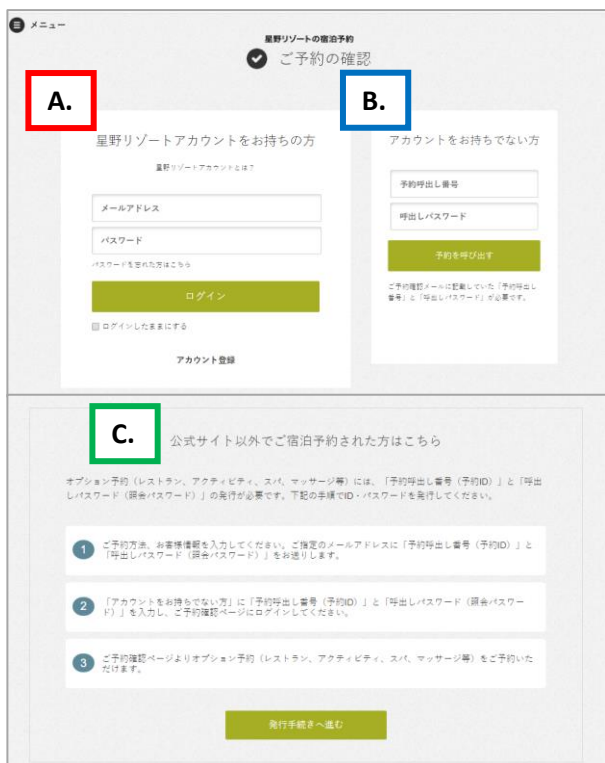 メニュー
星野リゾートの宿泊予約
ご予約の確認
A.
星野リゾートアカウントをお持ちの方
星野リゾートアカウントとは?
メールアドレス
パスワード
パスワードを忘れた方はこちら
ログイン
ログインしたままにする
アカウント登録
B.
アカウントをお持ちでない方
予約呼出し番号
呼出しパスワード
予約を呼び出す
ご予約確認メールに記載していた「予約呼出し
番号」と「呼出しパスワード」が必要です。
C.
公式サイト以外でご宿泊予約された方はこちら
オプション予約(レストラン、アクティビティ、スパ、マッサージ等)には、「予約呼出し番号(予約ID)」と「呼出
しパスワード(照会パスワード)」の発行が必要です。下記の手順でID・パスワードを発行してください。
1
ご予約方法、お客様情報を入力してください。ご指定のメールアドレスに「予約呼出し番号(予約ID)」と
「呼出しパスワード(照会パスワード)」をお送りします。
2
「アカウントをお持ちでない方」に「予約呼出し番号(予約ID)」と「呼出しパスワード(照会パスワー
ド)」を入力し、ご予約確認ページにログインしてください。
3
ご予約確認ページよりオプション予約(レストラン、アクティビティ、スパ、マッサージ等)をご予約いた
だけます。
発行手続きへ進む